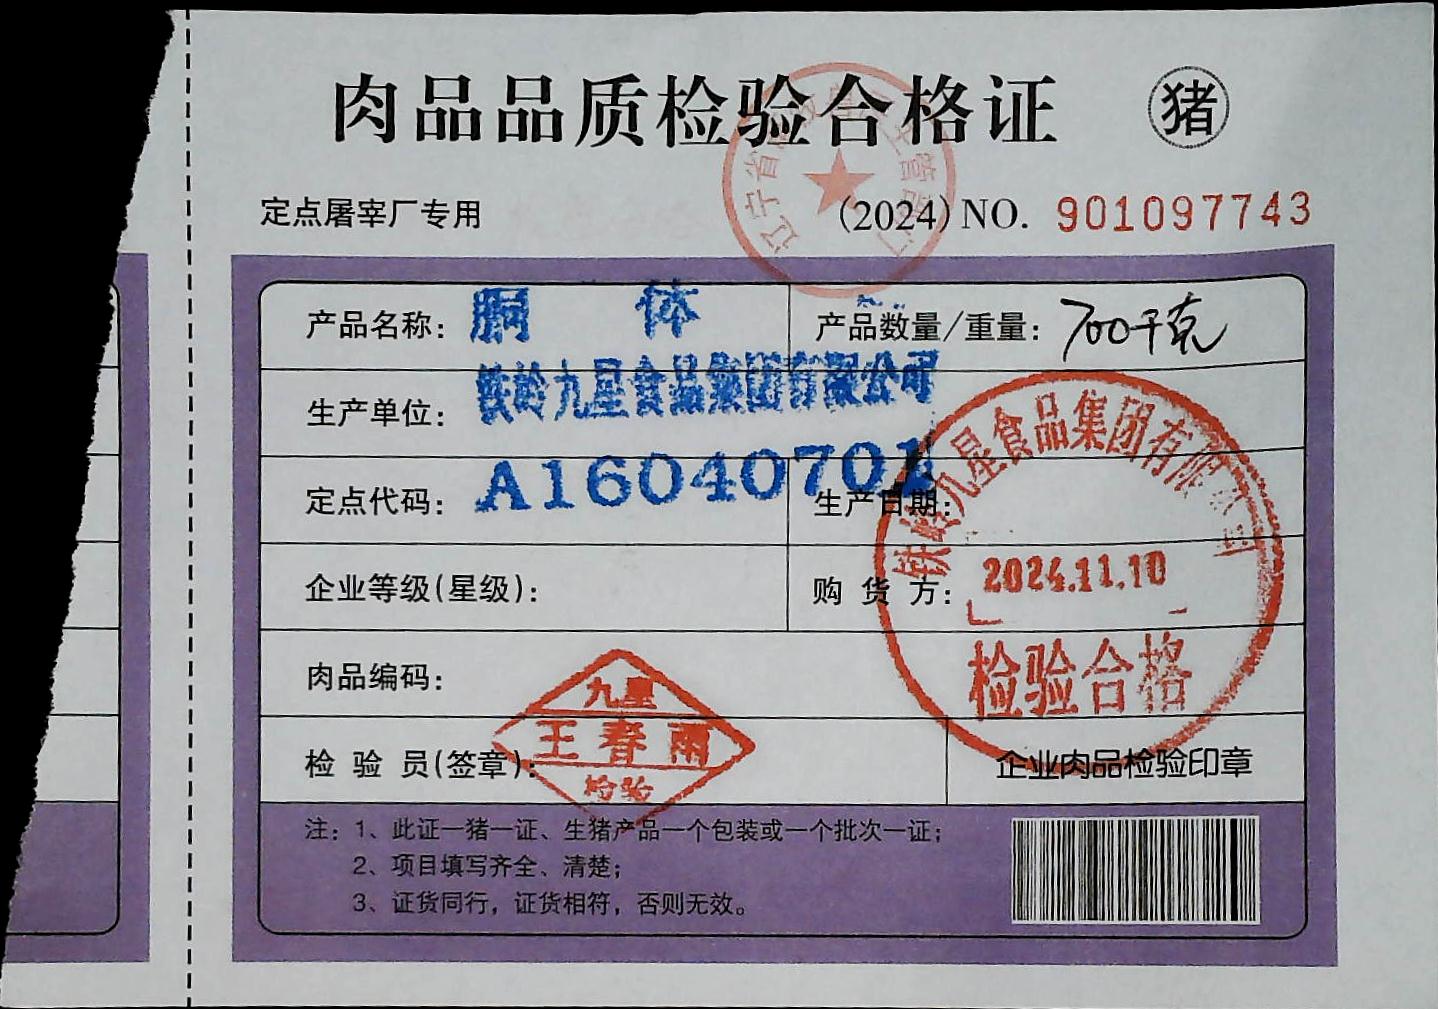 肉品品质检验合格证 猪
定点屠宰厂专用 (2024) NO. 901097743
产品名称: 胴 体 产品数量/重量: 700千克
生产单位: 铁岭九星食品集团有限公司
定点代码: A16040701 生产日期:
企业等级(星级): 购货方:
铁岭九星食品集团有限公司
2024.11.10
检验合格
肉品编码:
检验员(签章):
九星
王春雨
检验
企业肉品检验印章
注: 1、此证一猪一证、生猪产品一个包装或一个批次一证;
2、项目填写齐全、清楚;
3、证货同行，证货相符，否则无效。